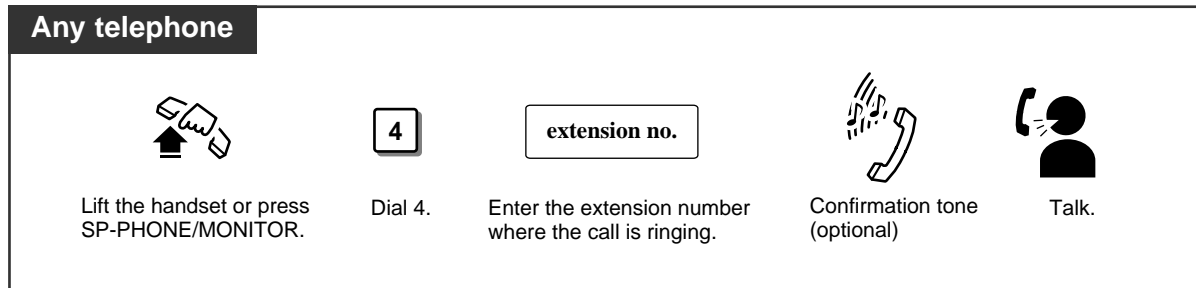 Any telephone
4
extension no.
Lift the handset or press
SP-PHONE/MONITOR.
Dial 4.
Enter the extension number
where the call is ringing.
Confirmation tone
(optional)
Talk.